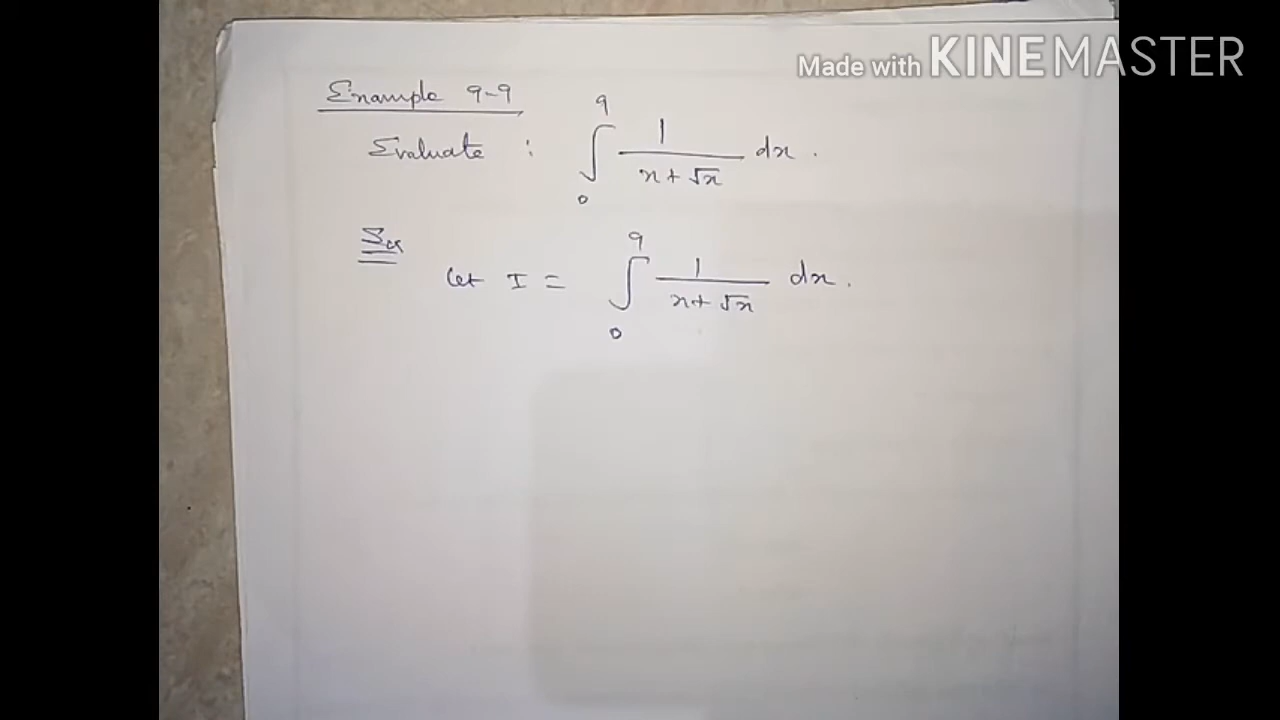 Made with KINEMASTER
Example 9-9
Evaluate : ∫₀⁹ 1/(x + √x) dx .
Sol
Let I = ∫₀⁹ 1/(x + √x) dx .